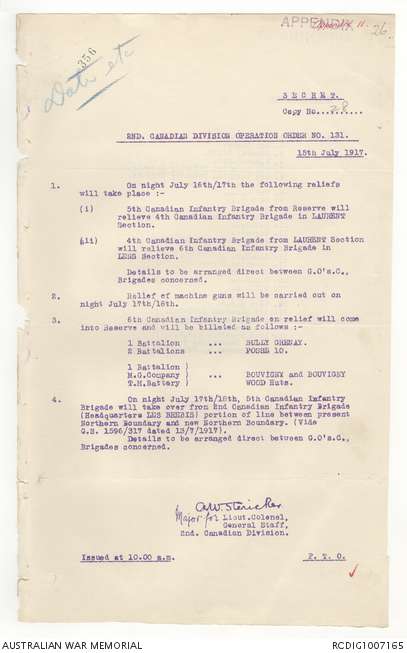 APPENDIX 11. 26.
356
Date etc
SECRET.
Copy No....28.....
2ND. CANADIAN DIVISION OPERATION ORDER NO. 131.
15th July 1917.
1. On night July 16th/17th the following reliefs
will take place :-
(i) 5th Canadian Infantry Brigade from Reserve will
relieve 4th Canadian Infantry Brigade in LAURENT
Section.
(ii) 4th Canadian Infantry Brigade from LAURENT Section
will relieve 6th Canadian Infantry Brigade in
LENS Section.
Details to be arranged direct between G.O's.C.,
Brigades concerned.
2. Relief of machine guns will be carried out on
night July 17th/18th.
3. 6th Canadian Infantry Brigade on relief will come
into Reserve and will be billeted as follows :-
1 Battalion ... BULLY GRENAY.
2 Battalions ... FOSSE 10.
1 Battalion )
M.G.Company ) ... BOUVIGNY and BOUVIGNY
T.M.Battery ) WOOD Huts.
4. On night July 17th/18th, 5th Canadian Infantry
Brigade will take over from 2nd Canadian Infantry Brigade
(Headquarters LES BREBIS) portion of line between present
Northern Boundary and new Northern Boundary. (Vide
G.S. 1596/317 dated 13/7/1917).
Details to be arranged direct between G.O's.C.,
Brigades concerned.
Major for Lieut.Colonel,
General Staff,
2nd. Canadian Division.
Issued at 10.00 a.m. P. T. O.
AUSTRALIAN WAR MEMORIAL RCDIG1007165